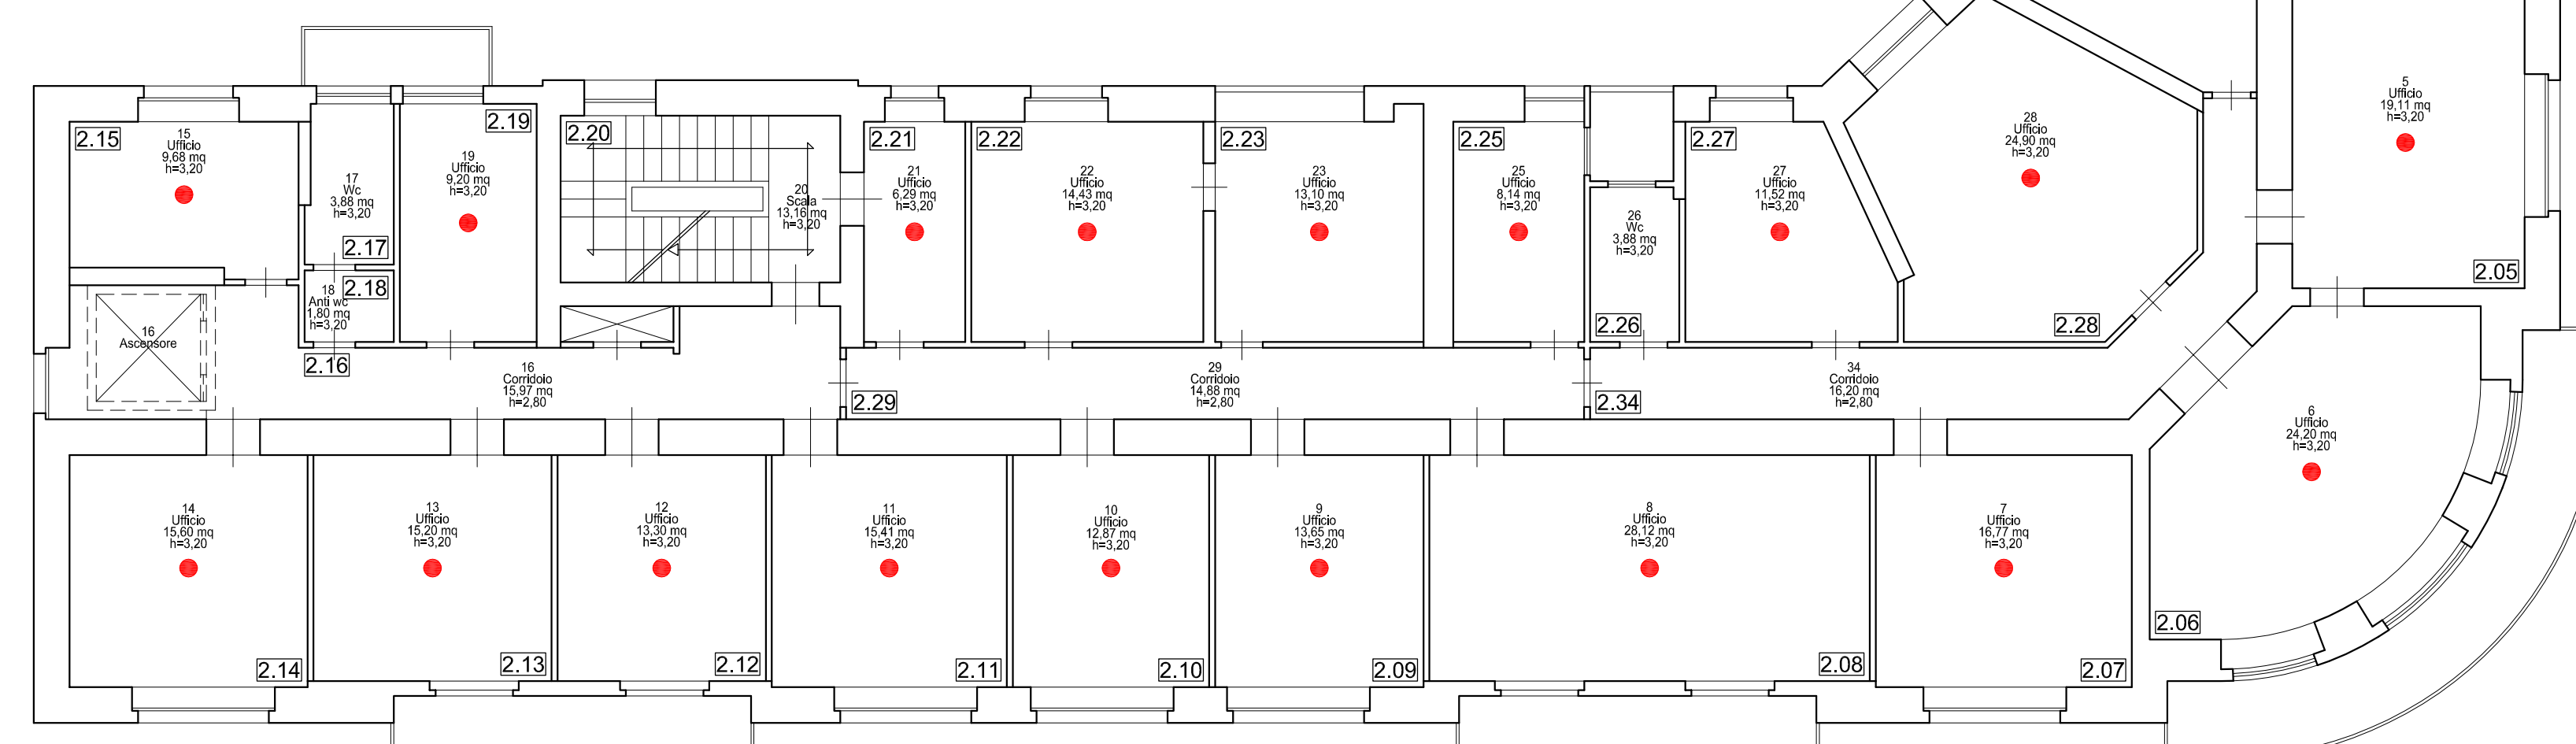 2.15
15
Ufficio
9,68 mq
h=3,20
17
Wc
3,88 mq
h=3,20
2.17
18
Anti wc
1,80 mq
h=3,20
2.18
2.19
19
Ufficio
9,20 mq
h=3,20
2.20
20
Scala
13,16 mq
h=3,20
2.21
21
Ufficio
6,29 mq
h=3,20
2.22
22
Ufficio
14,43 mq
h=3,20
2.23
23
Ufficio
13,10 mq
h=3,20
2.25
25
Ufficio
8,14 mq
h=3,20
26
Wc
3,88 mq
h=3,20
2.26
2.27
27
Ufficio
11,52 mq
h=3,20
28
Ufficio
24,90 mq
h=3,20
2.28
5
Ufficio
19,11 mq
h=3,20
2.05
16
Ascensore
2.16
16
Corridoio
15,97 mq
h=2,80
2.29
29
Corridoio
14,88 mq
h=2,80
2.34
34
Corridoio
16,20 mq
h=2,80
6
Ufficio
24,20 mq
h=3,20
2.06
14
Ufficio
15,60 mq
h=3,20
2.14
13
Ufficio
15,20 mq
h=3,20
2.13
12
Ufficio
13,30 mq
h=3,20
2.12
11
Ufficio
15,41 mq
h=3,20
2.11
10
Ufficio
12,87 mq
h=3,20
2.10
9
Ufficio
13,65 mq
h=3,20
2.09
8
Ufficio
28,12 mq
h=3,20
2.08
7
Ufficio
16,77 mq
h=3,20
2.07